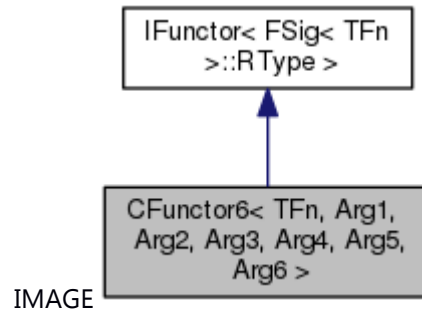 IFunctor< FSig< TFn
>::RType >
CFunctor6< TFn, Arg1,
Arg2, Arg3, Arg4, Arg5,
Arg6 >
IMAGE